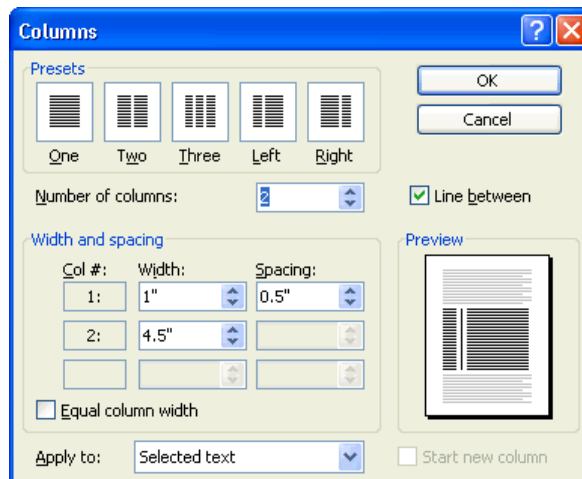 Columns
Presets
One Two Three Left Right
OK
Cancel
Number of columns: 2
Line between
Width and spacing
Col #: Width: Spacing:
1: 1" 0.5"
2: 4.5"
Equal column width
Preview
Apply to: Selected text
Start new column